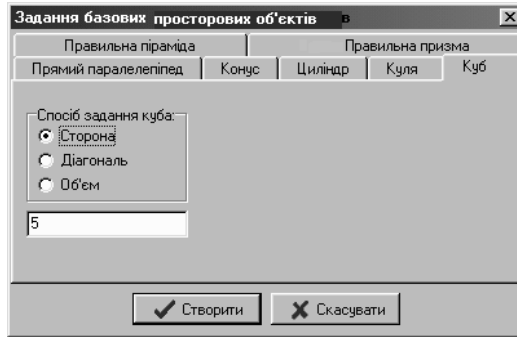 Задання базових просторових об'єктів в
Правильна піраміда Правильна призма
Прямий паралелепіпед Конус Циліндр Куля Куб
Спосіб задання куба:
Сторона
Діагональ
Об'єм
5
Створити Скасувати